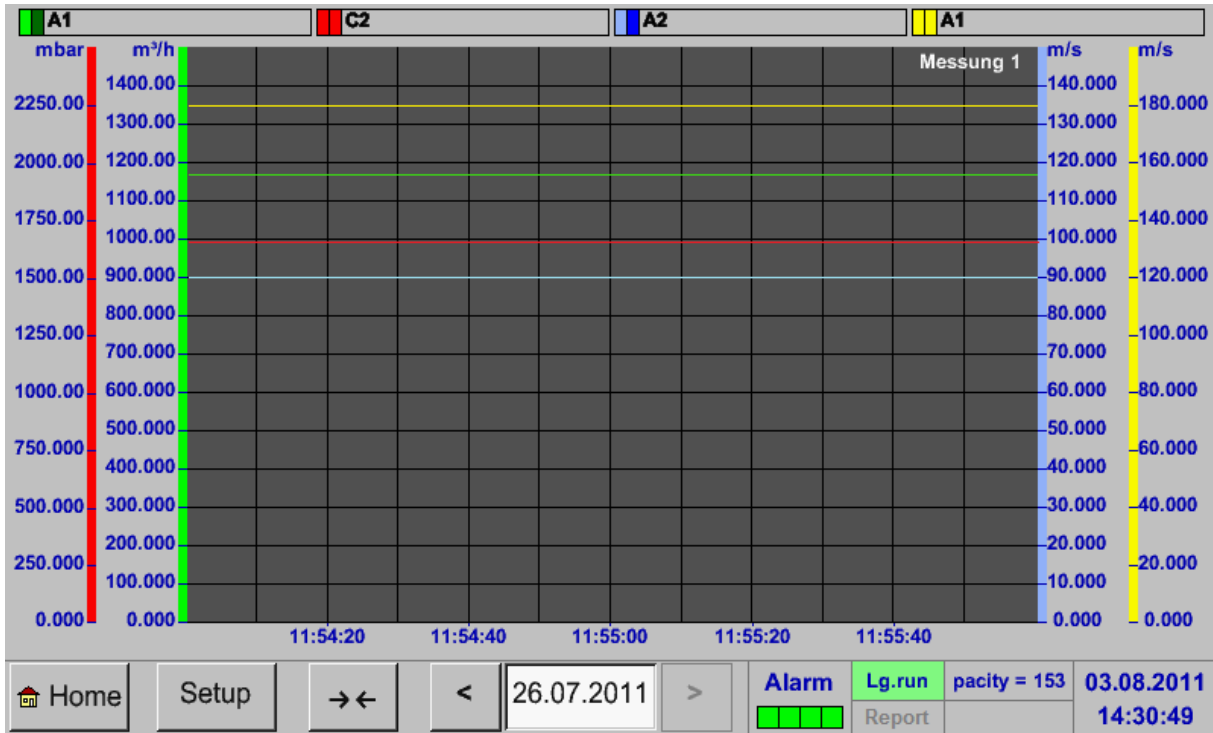 A1 C2 A2 A1
mbar m³/h Messung 1 m/s m/s
1400.00 140.000
2250.00 180.000
1300.00 130.000
2000.00 1200.00 120.000 160.000
1100.00 110.000
1750.00 140.000
1000.00 100.000
1500.00 900.000 90.000 120.000
800.000 80.000
1250.00 100.000
700.000 70.000
1000.00 600.000 60.000 80.000
500.000 50.000
750.000 60.000
400.000 40.000
500.000 300.000 30.000 40.000
200.000 20.000
250.000 20.000
100.000 10.000
0.000 0.000 0.000 0.000
11:54:20 11:54:40 11:55:00 11:55:20 11:55:40
Home Setup →← < 26.07.2011 > Alarm Lg.run pacity = 153 03.08.2011
Report 14:30:49